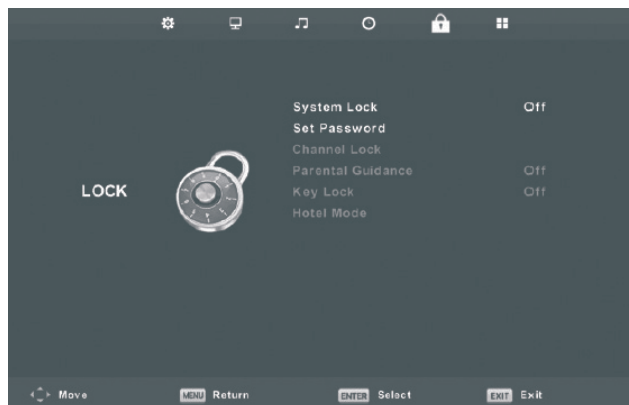 System Lock Off
Set Password
Channel Lock
Parental Guidance Off
Key Lock Off
Hotel Mode
LOCK
Move MENU Return ENTER Select EXIT Exit